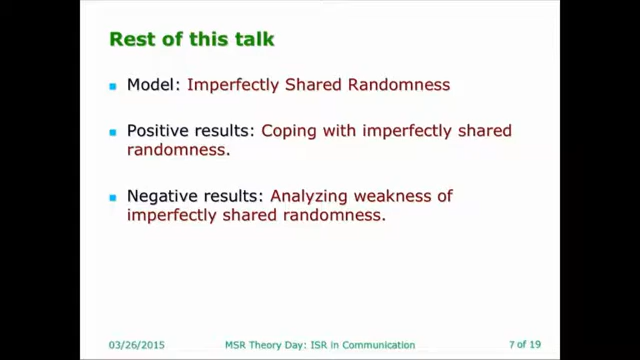 Rest of this talk
Model: Imperfectly Shared Randomness
Positive results: Coping with imperfectly shared
randomness.
Negative results: Analyzing weakness of
imperfectly shared randomness.
03/26/2015 MSR Theory Day: ISR in Communication 7 of 19